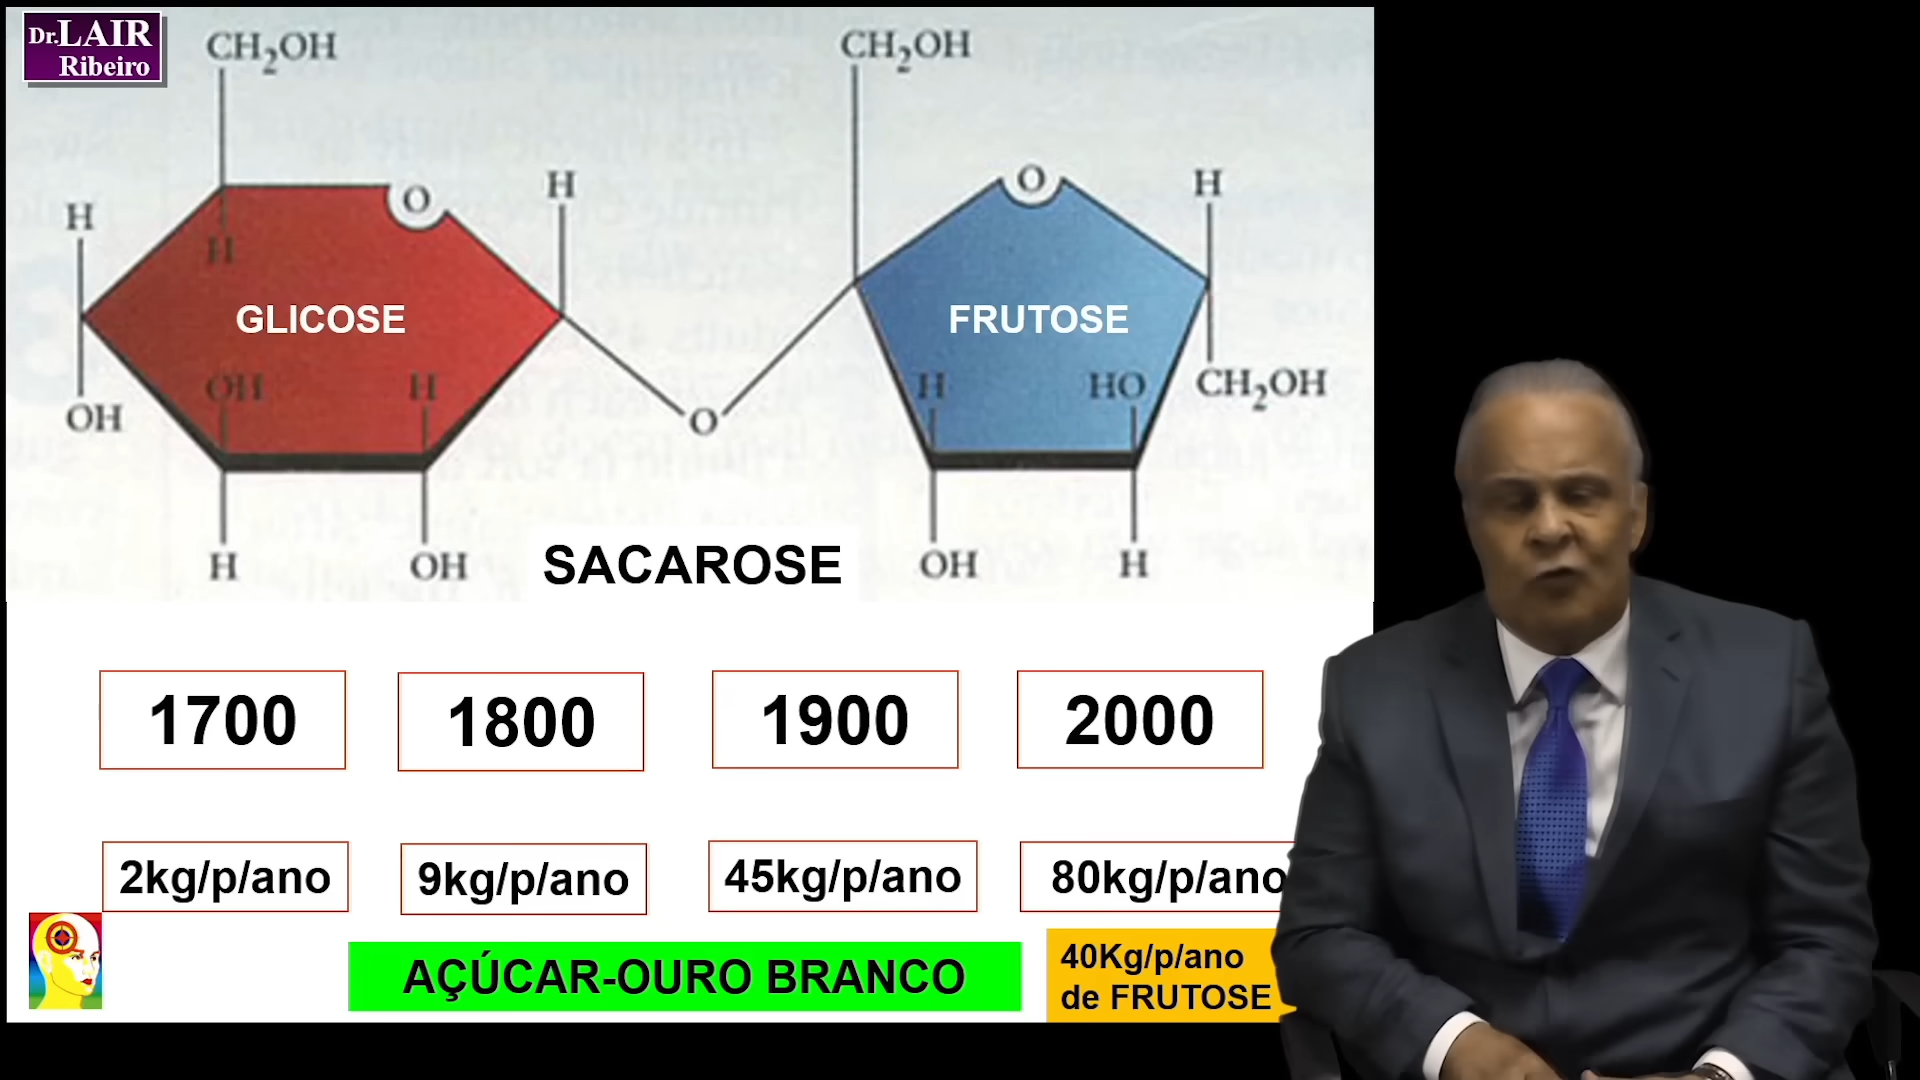 Dr.LAIR
Ribeiro
CH₂OH
CH₂OH
O
O
H
H
H
H
GLICOSE
FRUTOSE
OH
H
H
HO
CH₂OH
OH
O
H
OH
SACAROSE
OH
H
1700
1800
1900
2000
2kg/p/ano
9kg/p/ano
45kg/p/ano
80kg/p/ano
AÇÚCAR-OURO BRANCO
40Kg/p/ano
de FRUTOSE